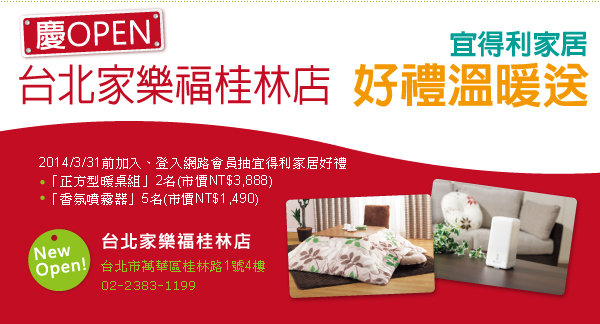 慶OPEN
宜得利家居
台北家樂福桂林店 好禮溫暖送
2014/3/31前加入、登入網路會員抽宜得利家居好禮
•「正方型暖桌組」2名(市價NT$3,888)
•「香氛噴霧器」5名(市價NT$1,490)
New
Open!
台北家樂福桂林店
台北市萬華區桂林路1號4樓
02-2383-1199